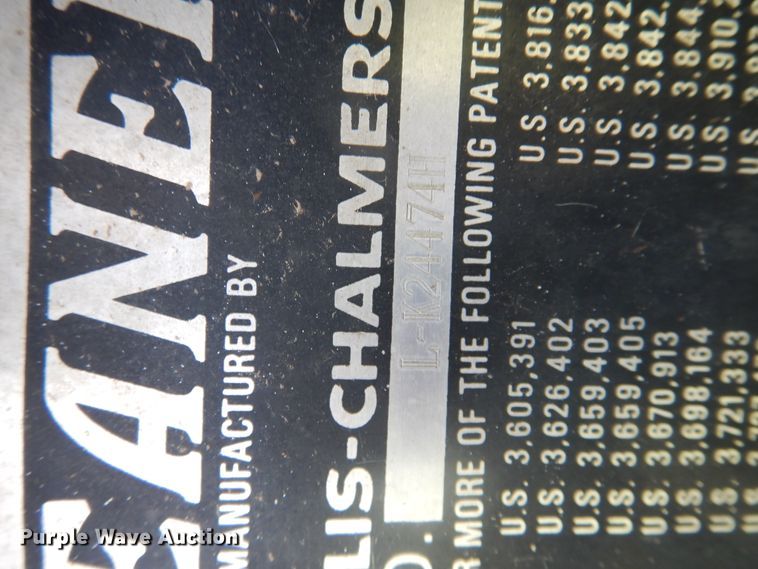 EANE
MANUFACTURED BY
LIS-CHALMERS
O. L-K24474H
R MORE OF THE FOLLOWING PATENT
U.S. 3,605,391 U.S 3,816,
U.S. 3,626,402 U.S. 3,833
U.S. 3,659,403 U.S. 3,842
U.S. 3,659,405 U.S. 3,842,
U.S. 3,670,913 U.S. 3,844,
U.S. 3,698,164 U.S. 3,910,2
U.S. 3,721,333
Purple Wave Auction